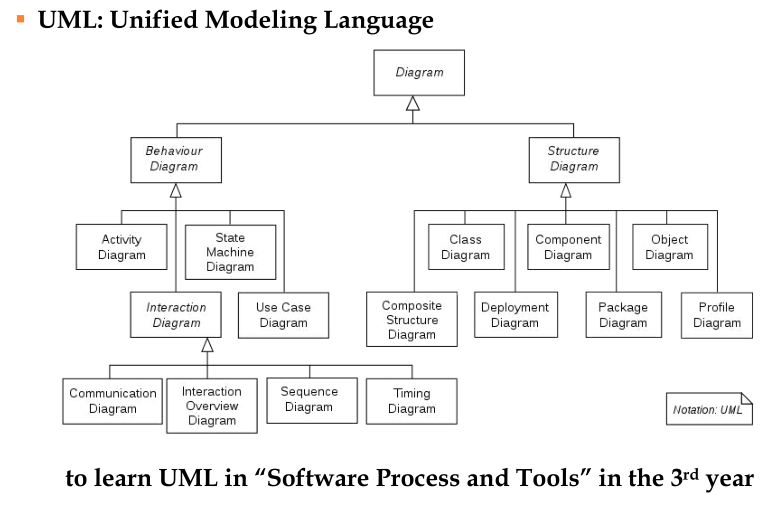 ▪ UML: Unified Modeling Language
Diagram
Behaviour
Diagram
Structure
Diagram
Activity
Diagram
State
Machine
Diagram
Class
Diagram
Component
Diagram
Object
Diagram
Interaction
Diagram
Use Case
Diagram
Composite
Structure
Diagram
Deployment
Diagram
Package
Diagram
Profile
Diagram
Communication
Diagram
Interaction
Overview
Diagram
Sequence
Diagram
Timing
Diagram
Notation: UML
to learn UML in “Software Process and Tools” in the 3rd year